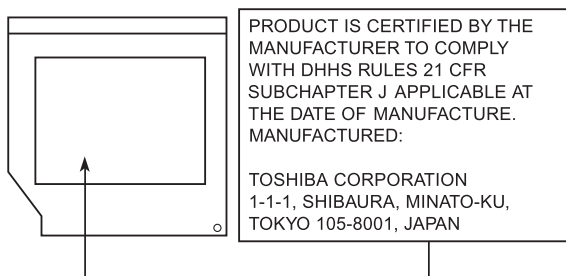 PRODUCT IS CERTIFIED BY THE
MANUFACTURER TO COMPLY
WITH DHHS RULES 21 CFR
SUBCHAPTER J APPLICABLE AT
THE DATE OF MANUFACTURE.
MANUFACTURED:
TOSHIBA CORPORATION
1-1-1, SHIBAURA, MINATO-KU,
TOKYO 105-8001, JAPAN